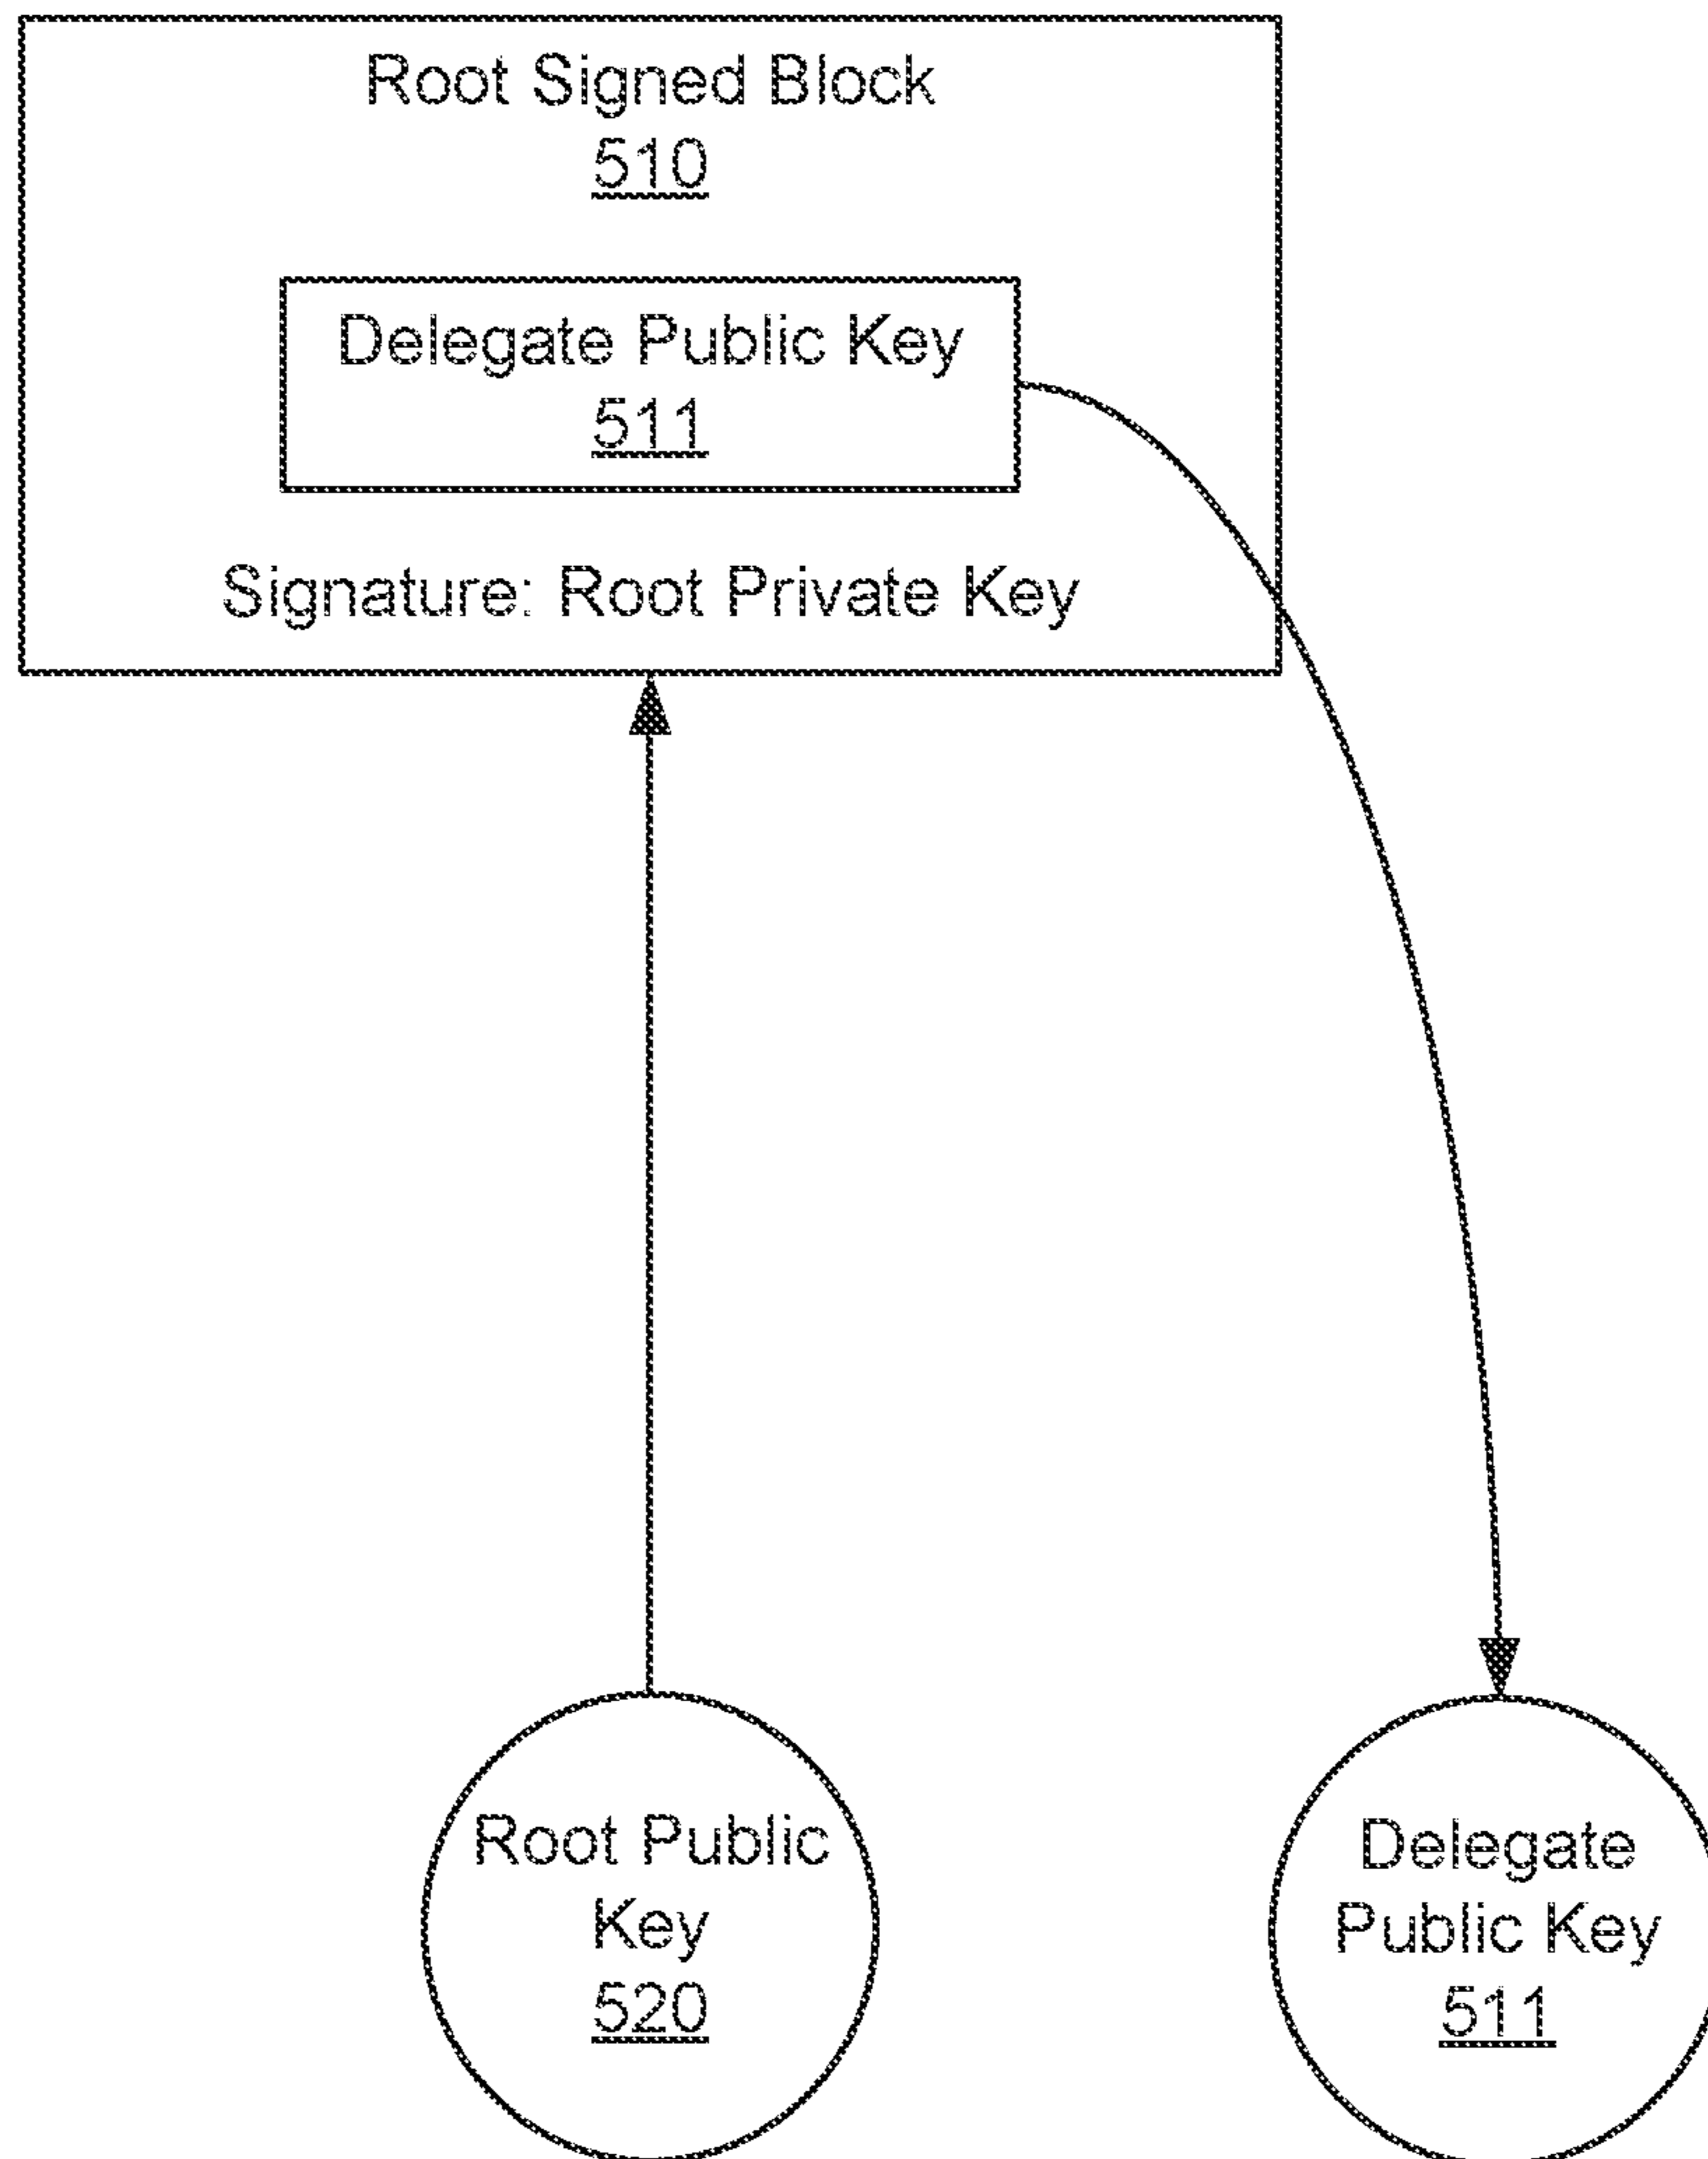 Root Signed Block
510
Delegate Public Key
511
Signature: Root Private Key
Root Public
Key
520
Delegate
Public Key
511